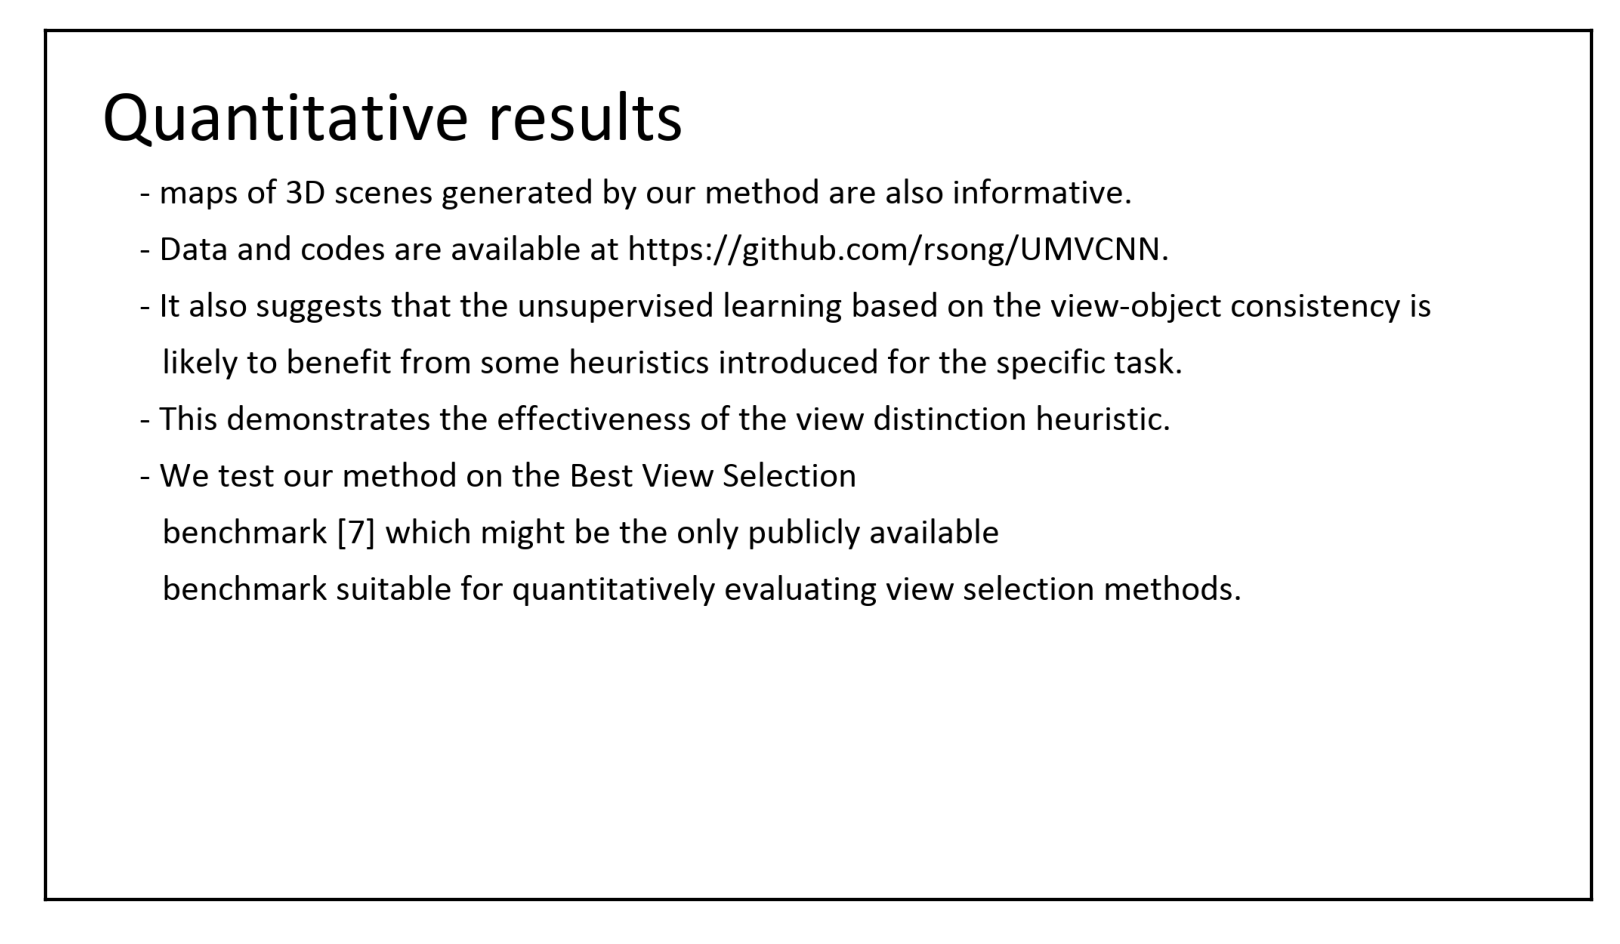 Quantitative results
- maps of 3D scenes generated by our method are also informative.
- Data and codes are available at https://github.com/rsong/UMVCNN.
- It also suggests that the unsupervised learning based on the view-object consistency is
likely to benefit from some heuristics introduced for the specific task.
- This demonstrates the effectiveness of the view distinction heuristic.
- We test our method on the Best View Selection
benchmark [7] which might be the only publicly available
benchmark suitable for quantitatively evaluating view selection methods.